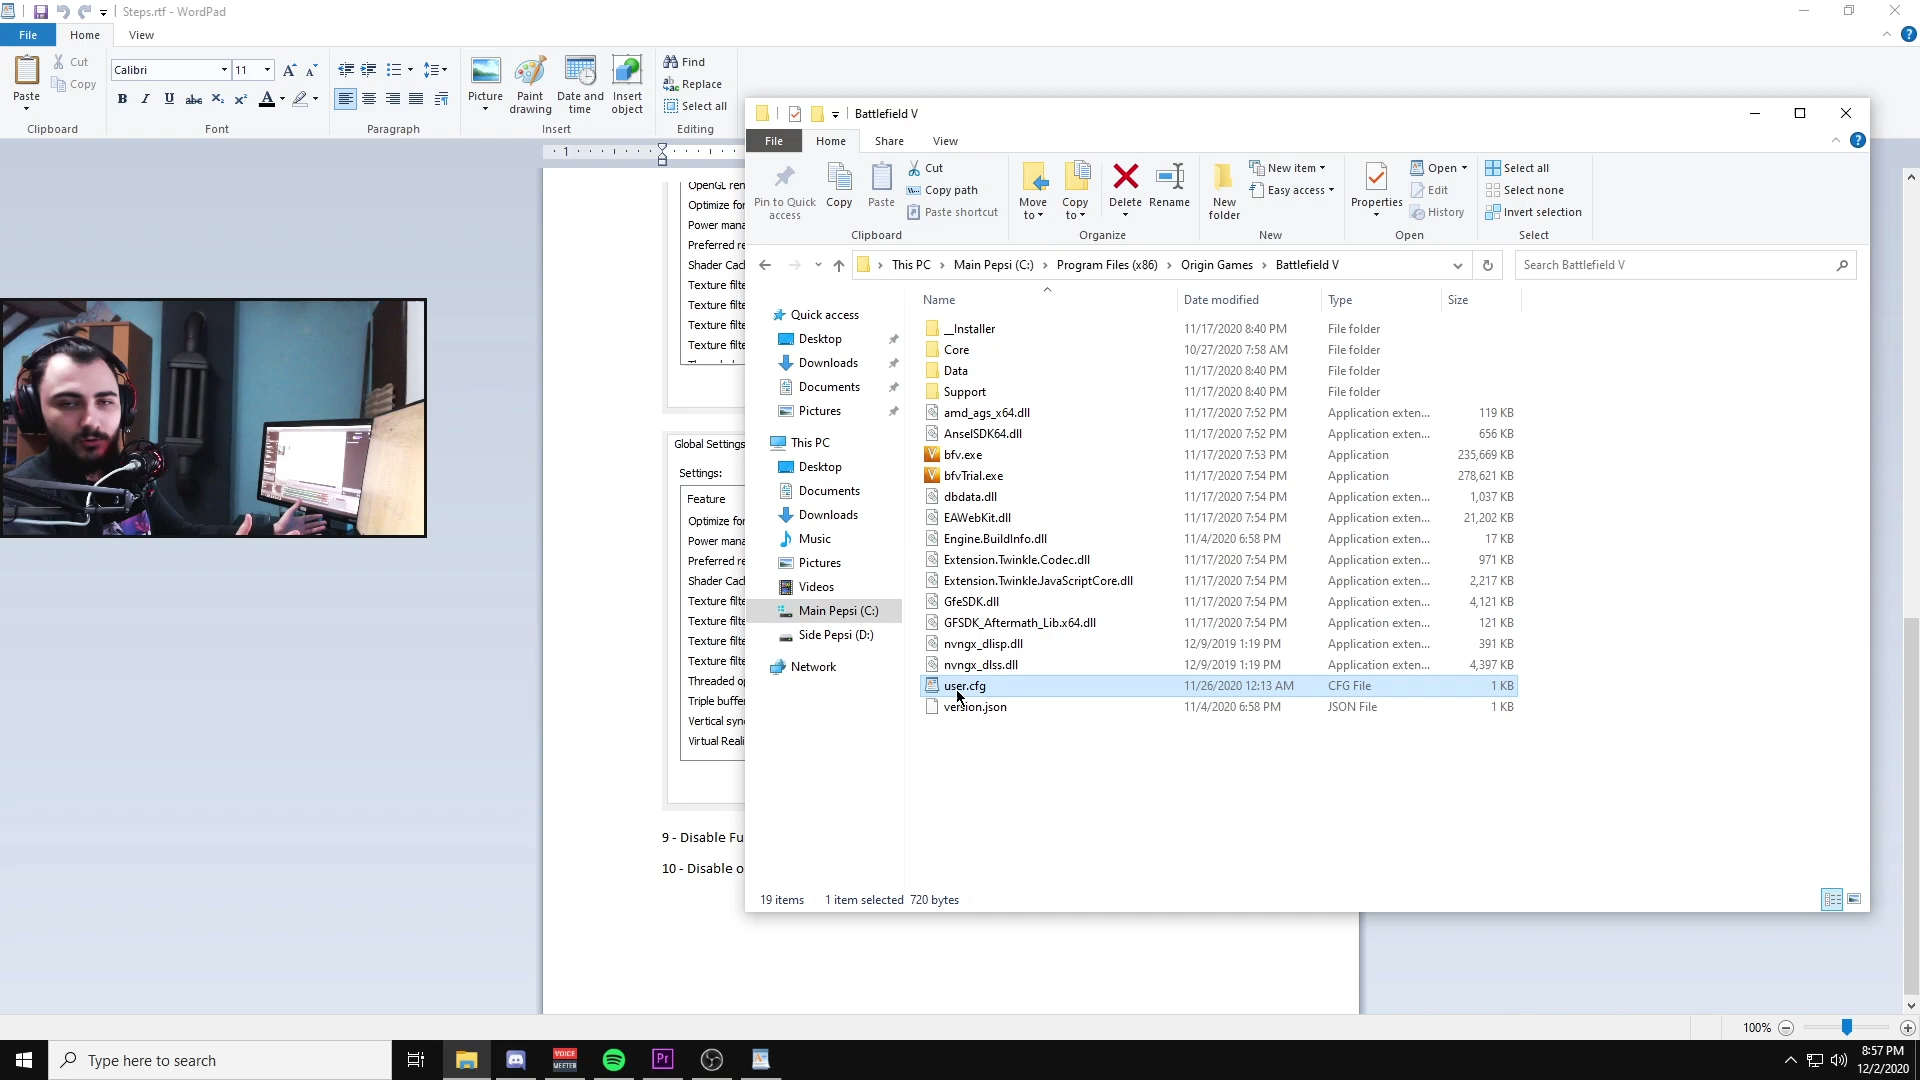 Steps.rtf - WordPad
File
Home
View
Paste
Cut
Copy
Clipboard
Calibri
11
Font
Paragraph
Picture
Paint drawing
Date and time
Insert object
Insert
Find
Replace
Select all
Editing
1
OpenGL ren
Optimize for
Power mana
Preferred re
Shader Cach
Texture filte
Texture filte
Texture filte
Texture filte
Global Settings
Settings:
Feature
Optimize for
Power mana
Preferred re
Shader Cach
Texture filte
Texture filte
Texture filte
Texture filte
Threaded op
Triple buffer
Vertical sync
Virtual Reali
9 - Disable Fu
10 - Disable o
Battlefield V
File
Home
Share
View
Pin to Quick access
Copy
Paste
Cut
Copy path
Paste shortcut
Clipboard
Move to
Copy to
Delete
Rename
Organize
New folder
New item
Easy access
New
Properties
Open
Edit
History
Open
Select all
Select none
Invert selection
Select
This PC > Main Pepsi (C:) > Program Files (x86) > Origin Games > Battlefield V
Search Battlefield V
Quick access
Desktop
Downloads
Documents
Pictures
This PC
Desktop
Documents
Downloads
Music
Pictures
Videos
Main Pepsi (C:)
Side Pepsi (D:)
Network
Name Date modified Type Size
__Installer 11/17/2020 8:40 PM File folder
Core 10/27/2020 7:58 AM File folder
Data 11/17/2020 8:40 PM File folder
Support 11/17/2020 8:40 PM File folder
amd_ags_x64.dll 11/17/2020 7:52 PM Application exten... 119 KB
AnselSDK64.dll 11/17/2020 7:52 PM Application exten... 656 KB
bfv.exe 11/17/2020 7:53 PM Application 235,669 KB
bfvTrial.exe 11/17/2020 7:54 PM Application 278,621 KB
dbdata.dll 11/17/2020 7:54 PM Application exten... 1,037 KB
EAWebKit.dll 11/17/2020 7:54 PM Application exten... 21,202 KB
Engine.BuildInfo.dll 11/4/2020 6:58 PM Application exten... 17 KB
Extension.Twinkle.Codec.dll 11/17/2020 7:54 PM Application exten... 971 KB
Extension.Twinkle.JavaScriptCore.dll 11/17/2020 7:54 PM Application exten... 2,217 KB
GfeSDK.dll 11/17/2020 7:54 PM Application exten... 4,121 KB
GFSDK_Aftermath_Lib.x64.dll 11/17/2020 7:54 PM Application exten... 121 KB
nvngx_dlisp.dll 12/9/2019 1:19 PM Application exten... 391 KB
nvngx_dlss.dll 12/9/2019 1:19 PM Application exten... 4,397 KB
user.cfg 11/26/2020 12:13 AM CFG File 1 KB
version.json 11/4/2020 6:58 PM JSON File 1 KB
19 items 1 item selected 720 bytes
100%
Type here to search
VOICE MEETER
Pr
8:57 PM
12/2/2020